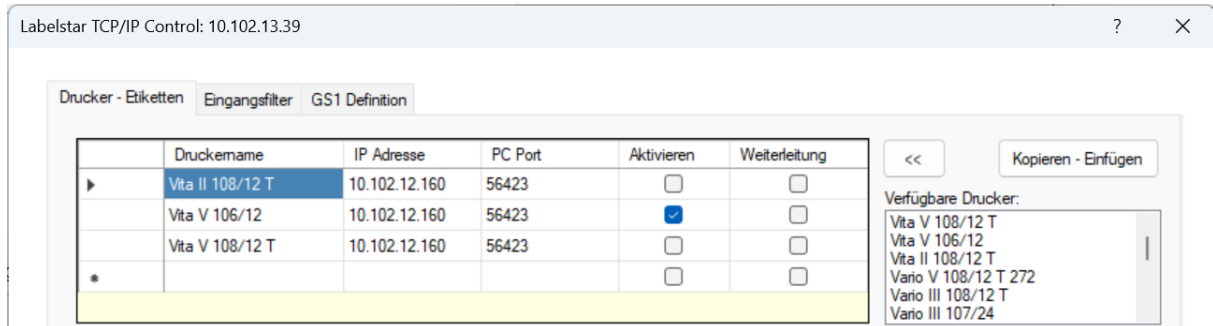 Labelstar TCP/IP Control: 10.102.13.39 ?
Drucker - Etiketten Eingangsfilter GS1 Definition
Druckername IP Adresse PC Port Aktivieren Weiterleitung
Vita II 108/12 T 10.102.12.160 56423
Vita V 106/12 10.102.12.160 56423
Vita V 108/12 T 10.102.12.160 56423
<< Kopieren - Einfügen
Verfügbare Drucker:
Vita V 108/12 T
Vita V 106/12
Vita II 108/12 T
Vario V 108/12 T 272
Vario III 108/12 T
Vario III 107/24